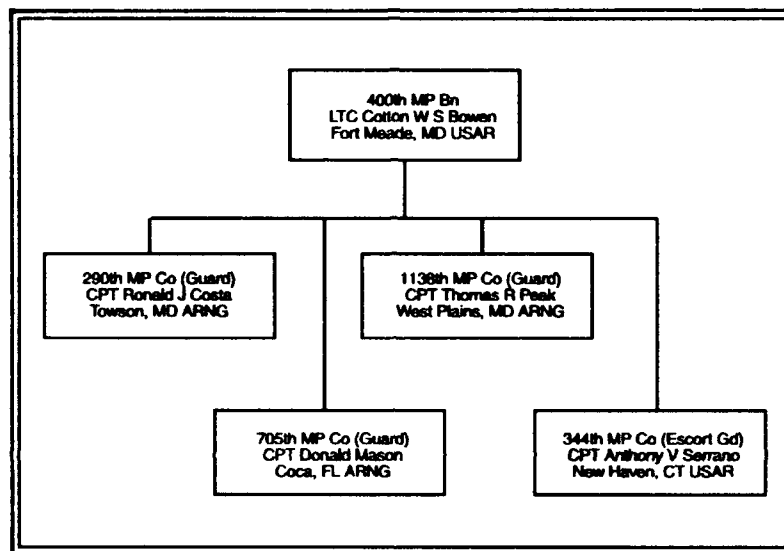 400th MP Bn
LTC Cotton W S Bowen
Fort Meade, MD USAR
290th MP Co (Guard)
CPT Ronald J Costa
Towson, MD ARNG
1138th MP Co (Guard)
CPT Thomas R Peak
West Plains, MD ARNG
705th MP Co (Guard)
CPT Donald Mason
Coca, FL ARNG
344th MP Co (Escort Gd)
CPT Anthony V Serrano
New Haven, CT USAR